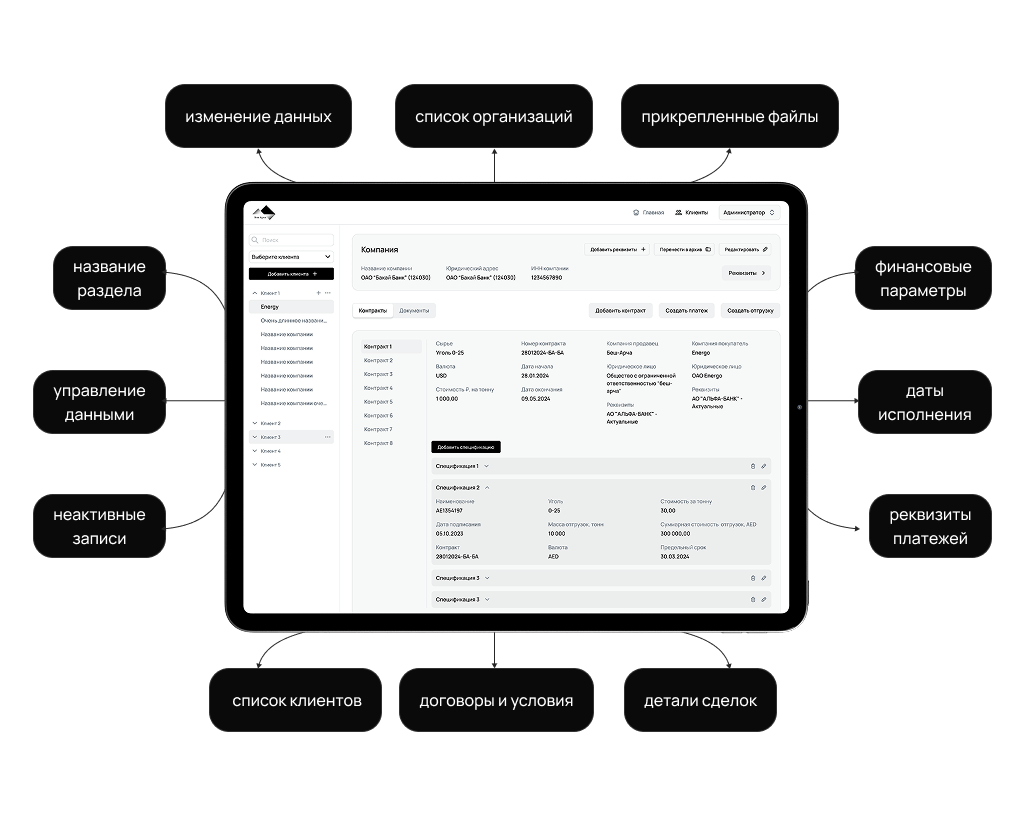 изменение данных
список организаций
прикрепленные файлы
название
раздела
управление
данными
неактивные
записи
Главная
Клиенты
Администратор
Поиск
Выберите клиента
Добавить клиента +
Клиент 1
Energy
Очень длинное названи...
Название компании
Название компании
Название компании
Название компании
Название компании
Название компании оче...
Клиент 2
Клиент 3
Клиент 4
Клиент 5
Компания
Добавить реквизиты +
Перенести в архив
Редактировать
Название компании
ОАО "Бакай Банк" (124030)
Юридический адрес
ОАО "Бакай Банк" (124030)
ИНН компании
1234567890
Реквизиты
Контракты
Документы
Добавить контракт
Создать платеж
Создать отгрузку
Контракт 1
Контракт 2
Контракт 3
Контракт 4
Контракт 5
Контракт 6
Контракт 7
Контракт 8
Сырье
Уголь 0-25
Валюта
USD
Стоимость ₽, за тонну
1 000,00
Номер контракта
28012024-БА-БА
Дата начала
28.01.2024
Дата окончания
09.05.2024
Компания продавец
Беш-Арча
Юридическое лицо
Общество с ограниченной
ответственностью "беш-
арча"
Реквизиты
АО "АЛЬФА-БАНК" -
Актуальные
Компания покупатель
Energo
Юридическое лицо
ОАО Energo
Реквизиты
АО "АЛЬФА-БАНК" -
Актуальные
Добавить спецификацию
Спецификация 1
Спецификация 2
Наименование
AE1354197
Уголь
0-25
Стоимость за тонну
30,00
Дата подписания
05.10.2023
Масса отгрузок, тонн
10 000
Суммарная стоимость отгрузок, AED
300 000,00
Контракт
28012024-БА-БА
Валюта
AED
Предельный срок
30.03.2024
Спецификация 3
Спецификация 3
финансовые
параметры
даты
исполнения
реквизиты
платежей
список клиентов
договоры и условия
детали сделок